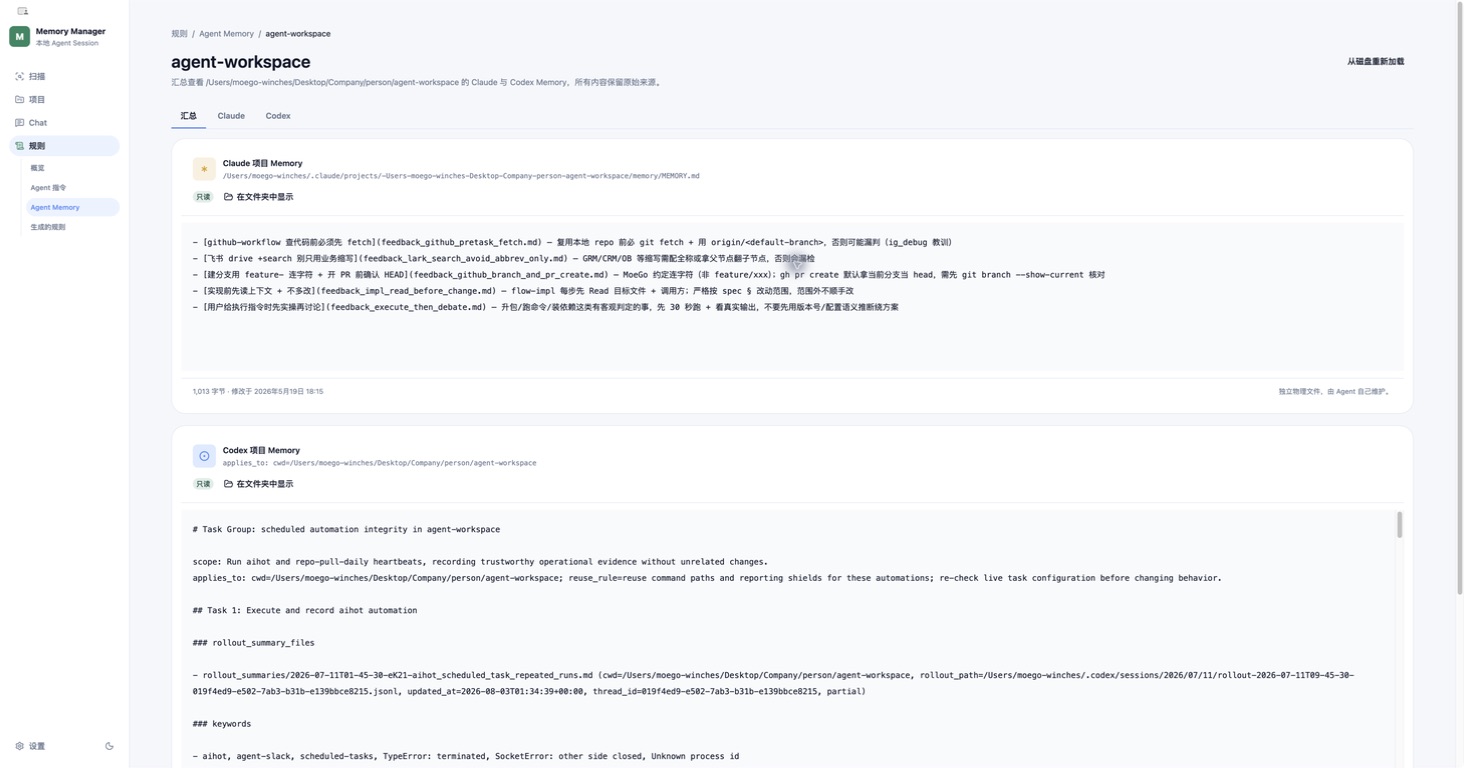 M
Memory Manager
本地 Agent Session
扫描
项目
Chat
规则
概览
Agent 指令
Agent Memory
生成的规则
设置
规则 / Agent Memory / agent-workspace
agent-workspace
从磁盘重新加载
汇总查看 /Users/moego-winches/Desktop/Company/person/agent-workspace 的 Claude 与 Codex Memory，所有内容保留原始来源。
汇总 Claude Codex
Claude 项目 Memory
/Users/moego-winches/.claude/projects/-Users-moego-winches-Desktop-Company-person-agent-workspace/memory/MEMORY.md
只读 在文件夹中显示
- [github-workflow 查代码前必须先 fetch](feedback_github_pretask_fetch.md) — 复用本地 repo 前必 git fetch + 用 origin/<default-branch>，否则可能漏判（ig_debug 教训）
- [飞书 drive +search 别只用业务缩写](feedback_lark_search_avoid_abbrev_only.md) — GRM/CRM/OB 等缩写需配全称或拿父节点翻子节点，否则会漏检
- [建分支用 feature- 连字符 + 开 PR 前确认 HEAD](feedback_github_branch_and_pr_create.md) — MoeGo 约定连字符（非 feature/xxx）；gh pr create 默认拿当前分支当 head，需先 git branch --show-current 核对
- [实现前先读上下文 + 不多改](feedback_impl_read_before_change.md) — flow-impl 每步先 Read 目标文件 + 调用方；严格按 spec § 改动范围，范围外不顺手改
- [用户给执行指令时先实操再讨论](feedback_execute_then_debate.md) — 升包/跑命令/装依赖这类有客观判定的事，先 30 秒跑 + 看真实输出，不要先用版本号/配置语义推断绕方案
1,013 字节 · 修改于 2026年5月19日 18:15
独立物理文件，由 Agent 自己维护。
Codex 项目 Memory
applies_to: cwd=/Users/moego-winches/Desktop/Company/person/agent-workspace
只读 在文件夹中显示
# Task Group: scheduled automation integrity in agent-workspace
scope: Run aihot and repo-pull-daily heartbeats, recording trustworthy operational evidence without unrelated changes.
applies_to: cwd=/Users/moego-winches/Desktop/Company/person/agent-workspace; reuse_rule=reuse command paths and reporting shields for these automations; re-check live task configuration before changing behavior.
## Task 1: Execute and record aihot automation
### rollout_summary_files
- rollout_summaries/2026-07-11T01-45-30-eK21-aihot_scheduled_task_repeated_runs.md (cwd=/Users/moego-winches/Desktop/Company/person/agent-workspace, rollout_path=/Users/moego-winches/.codex/sessions/2026/07/11/rollout-2026-07-11T09-45-30-
019f4ed9-e502-7ab3-b31b-e139bbce8215.jsonl, updated_at=2026-08-03T01:34:39+00:00, thread_id=019f4ed9-e502-7ab3-b31b-e139bbce8215, partial)
### keywords
- aihot, agent-slack, scheduled-tasks, TypeError: terminated, SocketError: other side closed, Unknown process id